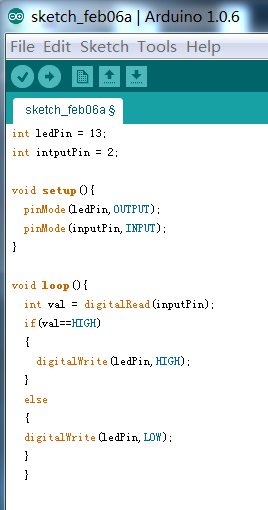 sketch_feb06a | Arduino 1.0.6
File Edit Sketch Tools Help
sketch_feb06a §
int ledPin = 13;
int intputPin = 2;
void setup(){
pinMode(ledPin,OUTPUT);
pinMode(inputPin,INPUT);
}
void loop(){
int val = digitalRead(inputPin);
if(val==HIGH)
{
digitalWrite(ledPin,HIGH);
}
else
{
digitalWrite(ledPin,LOW);
}
}